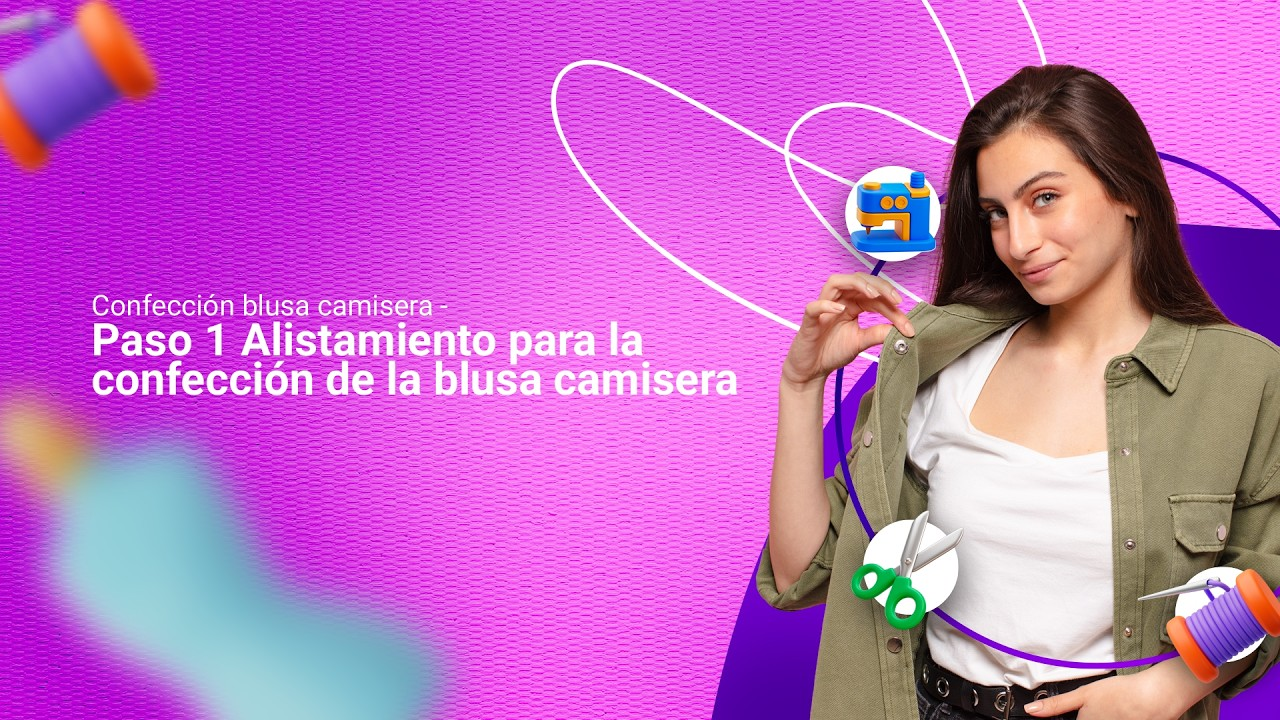 Confección blusa camisera -
Paso 1 Alistamiento para la
confección de la blusa camisera